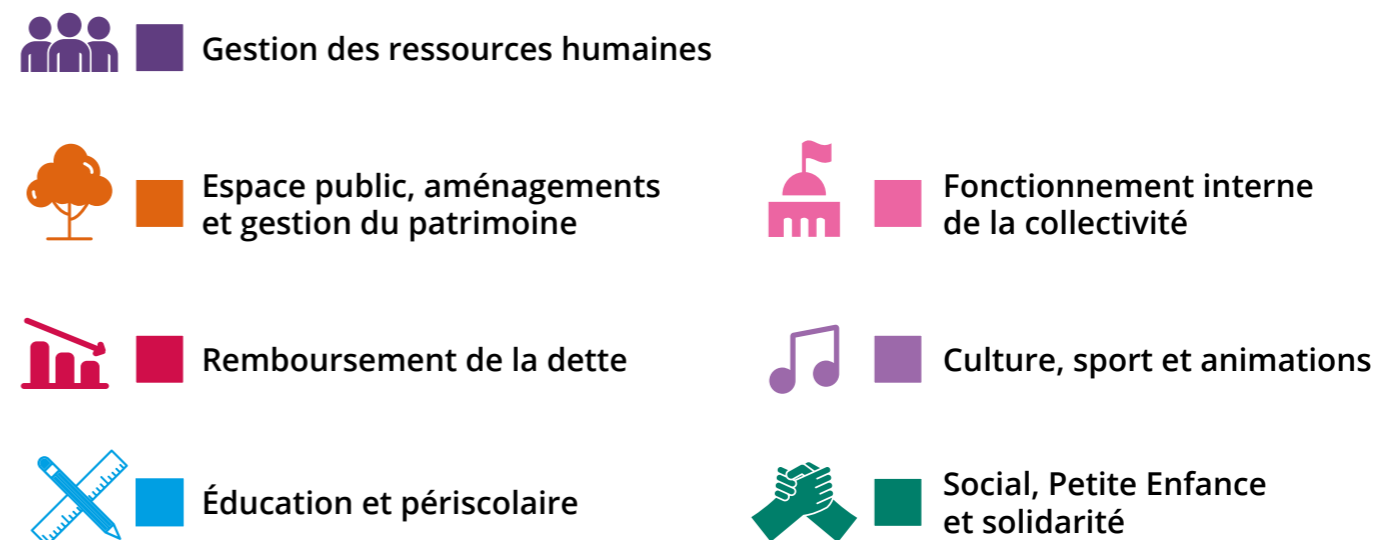 Gestion des ressources humaines
Espace public, aménagements
et gestion du patrimoine
Fonctionnement interne
de la collectivité
Remboursement de la dette
Culture, sport et animations
Éducation et périscolaire
Social, Petite Enfance
et solidarité